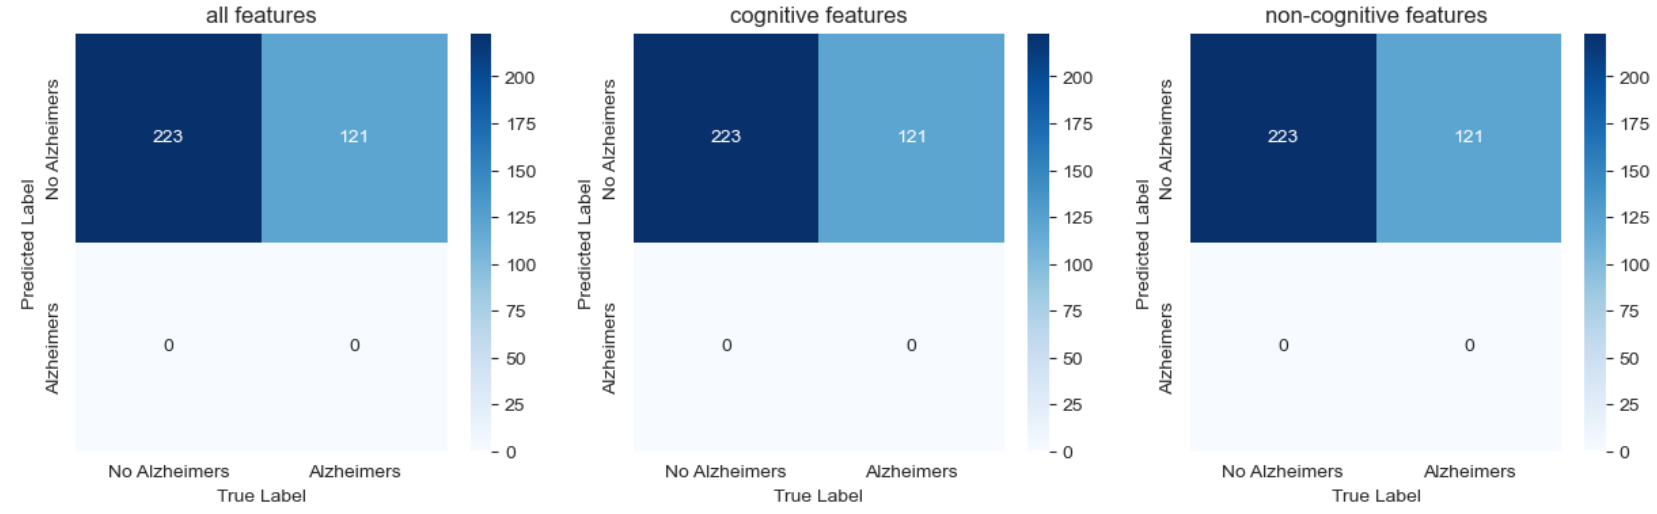 all features
No Alzheimers
Alzheimers
Predicted Label
223
121
0
0
No Alzheimers
Alzheimers
True Label
200
175
150
125
100
75
50
25
0
cognitive features
No Alzheimers
Alzheimers
Predicted Label
223
121
0
0
No Alzheimers
Alzheimers
True Label
200
175
150
125
100
75
50
25
0
non-cognitive features
No Alzheimers
Alzheimers
Predicted Label
223
121
0
0
No Alzheimers
Alzheimers
True Label
200
175
150
125
100
75
50
25
0